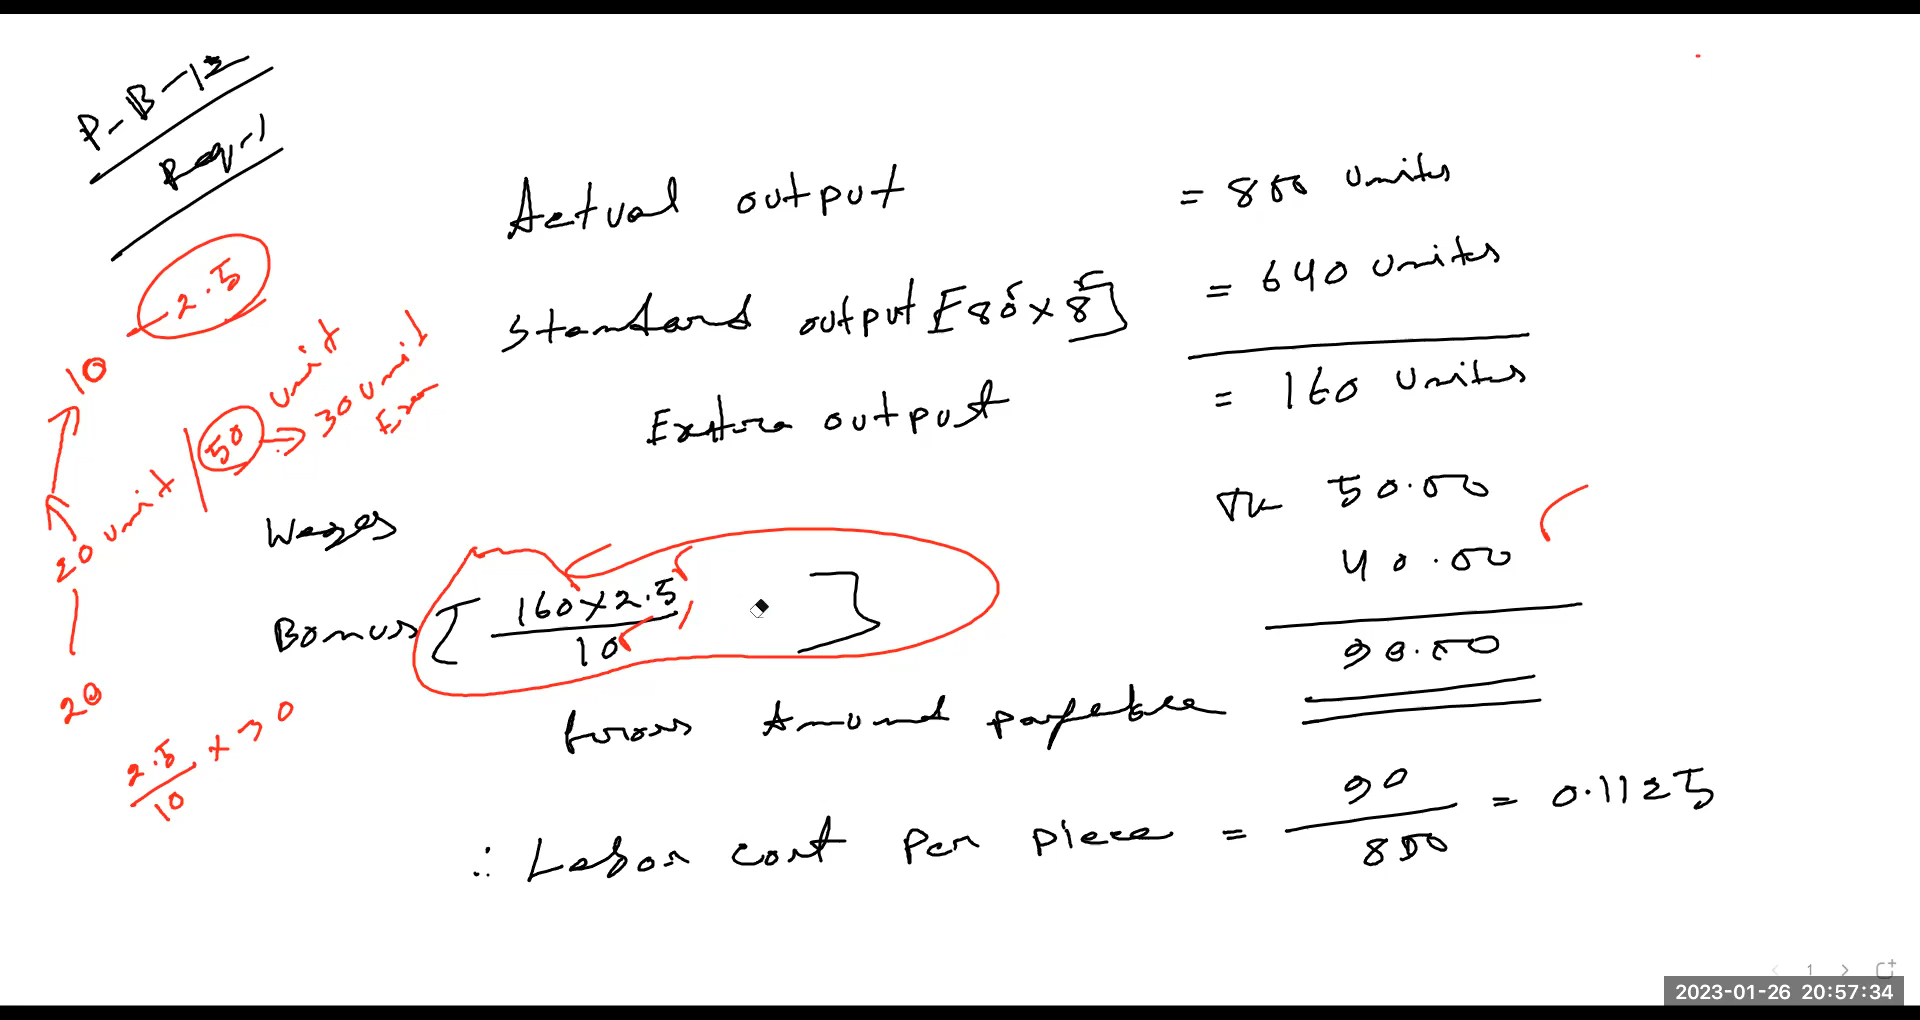 P-B-12
Requ-1
Actual output = 800 units
Standard output [80 × 8] = 640 units
Extra output = 160 units
Wages Tk 50.00
Bonus [160 × 2.5 / 10] 40.00
90.00
Gross Amount payable
∴ Labor cost Per piece = 90 / 800 = 0.1125
2.5
10
20 unit / 50 unit → 30 unit
20
2.5 / 10 × 30
1
2023-01-26 20:57:34